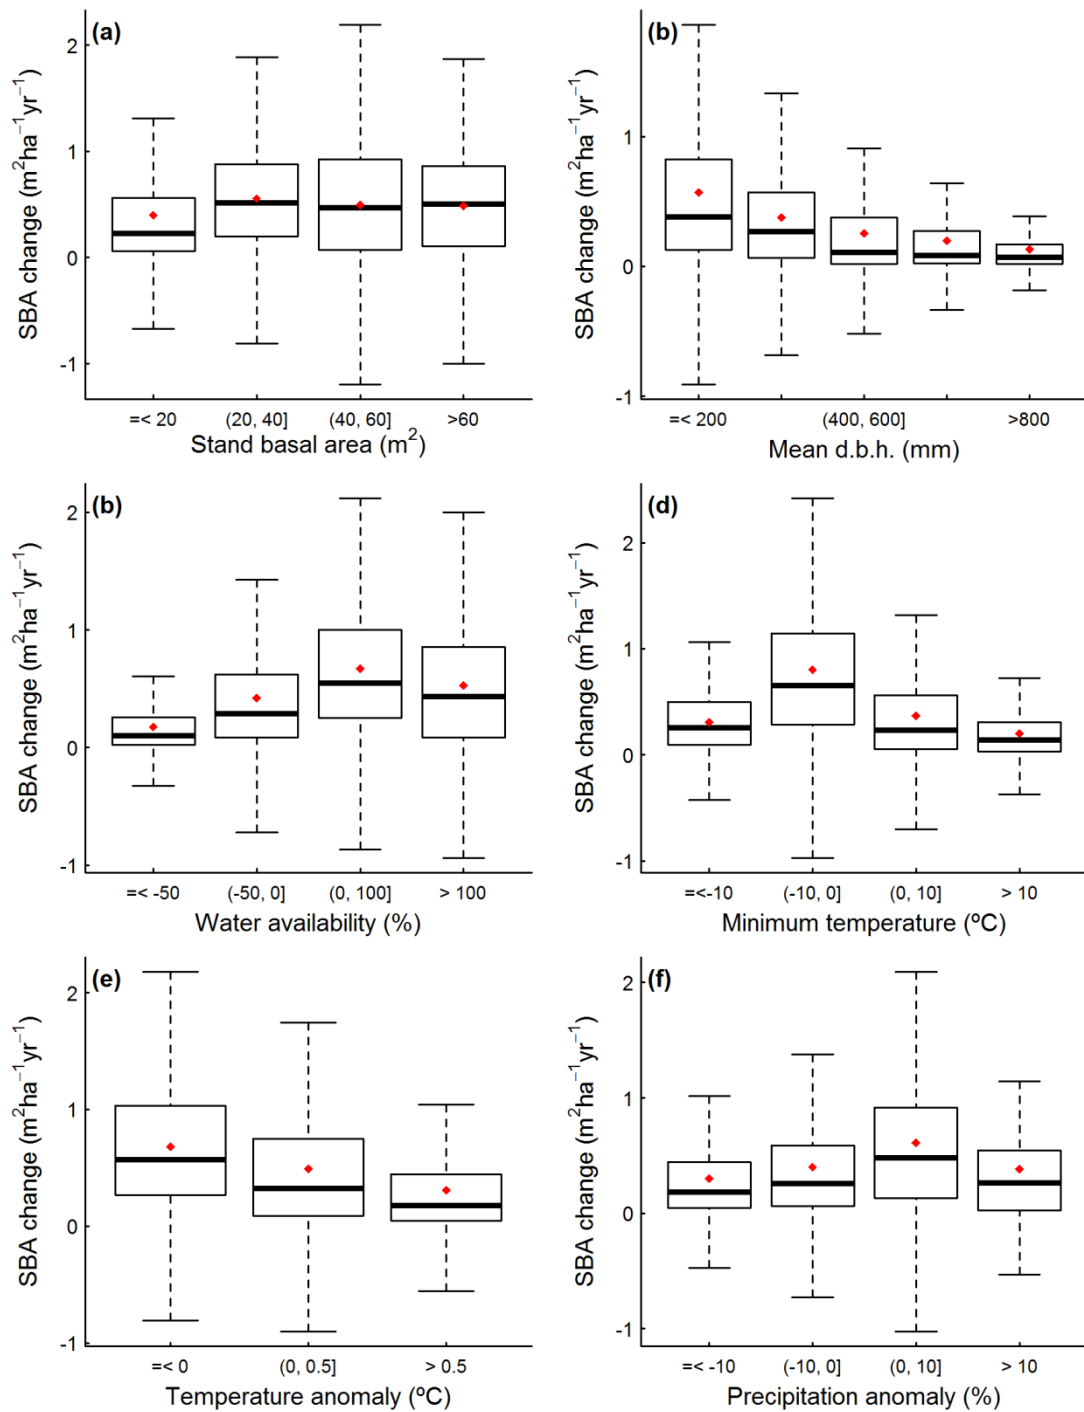 (a)
SBA change (m²ha⁻¹yr⁻¹)
2
1
0
-1
=< 20 (20, 40] (40, 60] >60
Stand basal area (m²)
(b)
SBA change (m²ha⁻¹yr⁻¹)
1
0
-1
=< 200 (400, 600] >800
Mean d.b.h. (mm)
(b)
SBA change (m²ha⁻¹yr⁻¹)
2
1
0
-1
=< -50 (-50, 0] (0, 100] > 100
Water availability (%)
(d)
SBA change (m²ha⁻¹yr⁻¹)
2
1
0
-1
=<-10 (-10, 0] (0, 10] > 10
Minimum temperature (ºC)
(e)
SBA change (m²ha⁻¹yr⁻¹)
2
1
0
-1
=< 0 (0, 0.5] > 0.5
Temperature anomaly (ºC)
(f)
SBA change (m²ha⁻¹yr⁻¹)
2
1
0
-1
=< -10 (-10, 0] (0, 10] > 10
Precipitation anomaly (%)